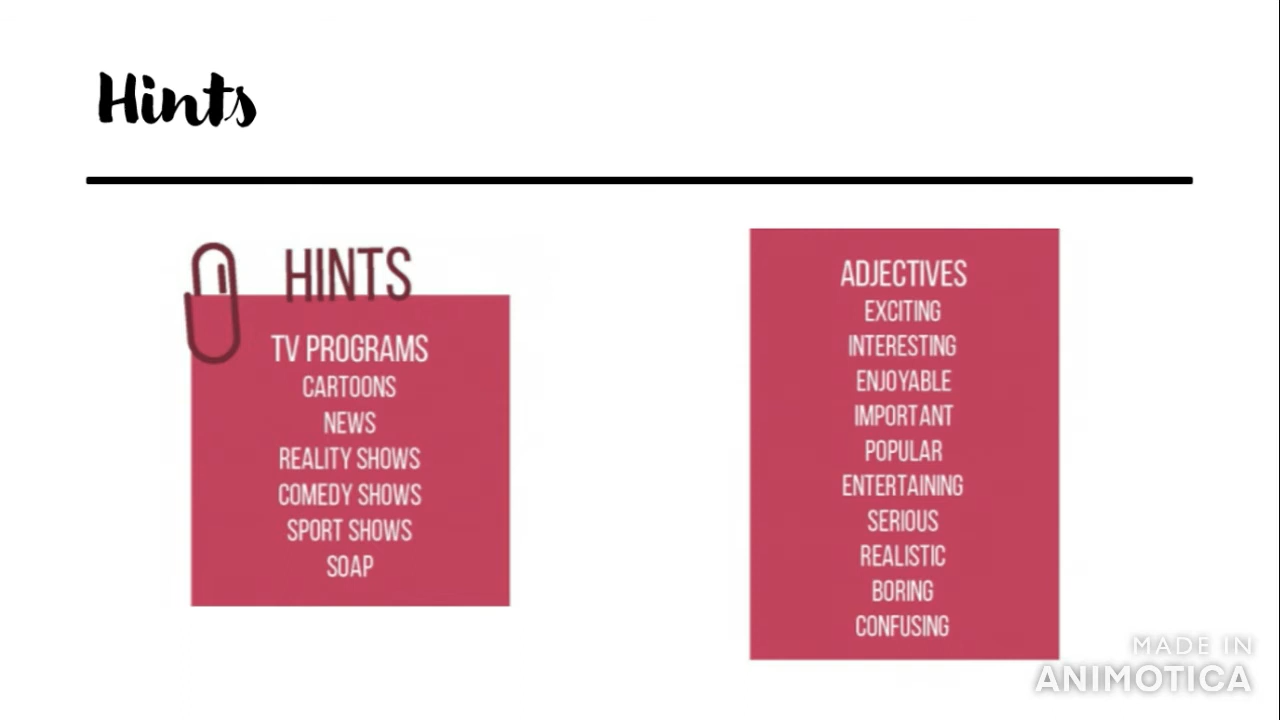 Hints
HINTS
TV PROGRAMS
CARTOONS
NEWS
REALITY SHOWS
COMEDY SHOWS
SPORT SHOWS
SOAP
ADJECTIVES
EXCITING
INTERESTING
ENJOYABLE
IMPORTANT
POPULAR
ENTERTAINING
SERIOUS
REALISTIC
BORING
CONFUSING
MADE IN
ANIMOTICA